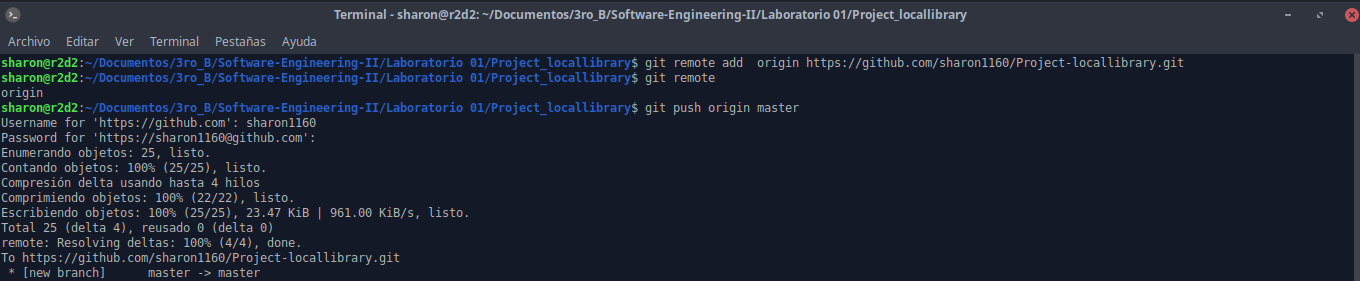 Terminal - sharon@r2d2: ~/Documentos/3ro_B/Software-Engineering-II/Laboratorio 01/Project_locallibrary
Archivo Editar Ver Terminal Pestañas Ayuda
sharon@r2d2:~/Documentos/3ro_B/Software-Engineering-II/Laboratorio 01/Project_locallibrary$ git remote add  origin https://github.com/sharon1160/Project-locallibrary.git
sharon@r2d2:~/Documentos/3ro_B/Software-Engineering-II/Laboratorio 01/Project_locallibrary$ git remote
origin
sharon@r2d2:~/Documentos/3ro_B/Software-Engineering-II/Laboratorio 01/Project_locallibrary$ git push origin master
Username for 'https://github.com': sharon1160
Password for 'https://sharon1160@github.com':
Enumerando objetos: 25, listo.
Contando objetos: 100% (25/25), listo.
Compresión delta usando hasta 4 hilos
Comprimiendo objetos: 100% (22/22), listo.
Escribiendo objetos: 100% (25/25), 23.47 KiB | 961.00 KiB/s, listo.
Total 25 (delta 4), reusado 0 (delta 0)
remote: Resolving deltas: 100% (4/4), done.
To https://github.com/sharon1160/Project-locallibrary.git
 * [new branch]      master -> master